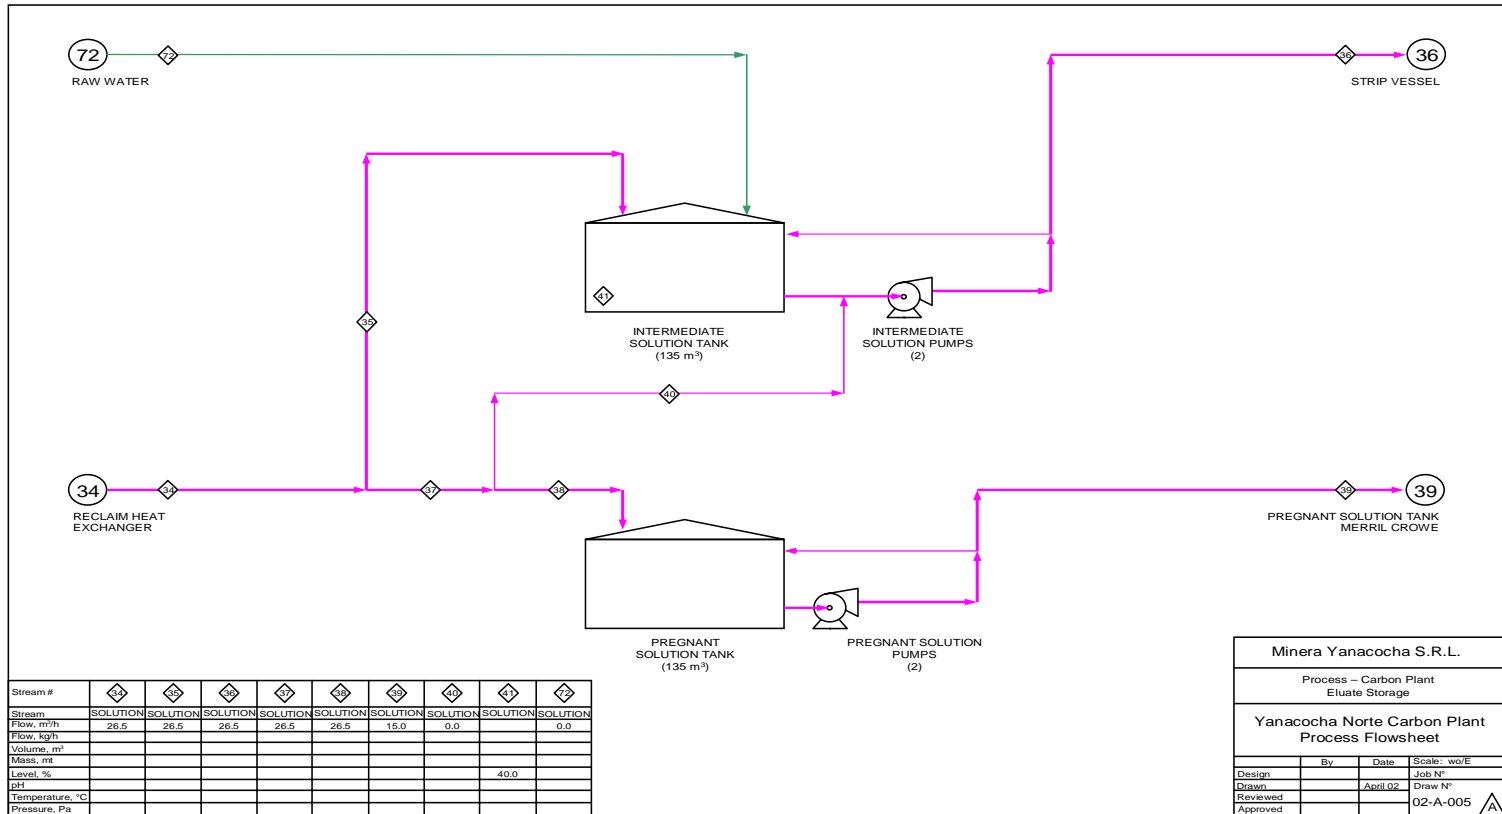 72
72
RAW WATER
36
36
STRIP VESSEL
41
INTERMEDIATE
SOLUTION TANK
(135 m³)
INTERMEDIATE
SOLUTION PUMPS
(2)
35
40
34
34
RECLAIM HEAT
EXCHANGER
37
38
39
39
PREGNANT SOLUTION TANK
MERRIL CROWE
PREGNANT
SOLUTION TANK
(135 m³)
PREGNANT SOLUTION
PUMPS
(2)
Stream # 34 35 36 37 38 39 40 41 72
Stream SOLUTION SOLUTION SOLUTION SOLUTION SOLUTION SOLUTION SOLUTION SOLUTION SOLUTION
Flow, m³/h 26.5 26.5 26.5 26.5 26.5 15.0 0.0 0.0
Flow, kg/h
Volume, m³
Mass, mt
Level, % 40.0
pH
Temperature, °C
Pressure, Pa
Minera Yanacocha S.R.L.
Process – Carbon Plant
Eluate Storage
Yanacocha Norte Carbon Plant
Process Flowsheet
By Date Scale: wo/E
Design Job N°
Drawn April 02 Draw N°
Reviewed 02-A-005 A
Approved